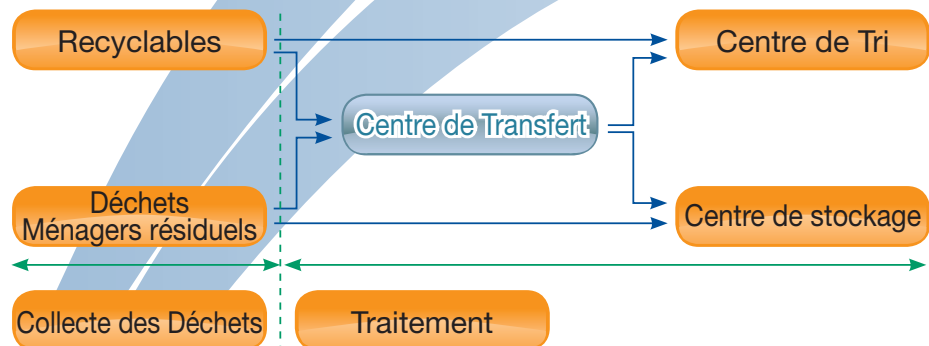 Recyclables
Centre de Tri
Centre de Transfert
Déchets
Ménagers résiduels
Centre de stockage
Collecte des Déchets
Traitement